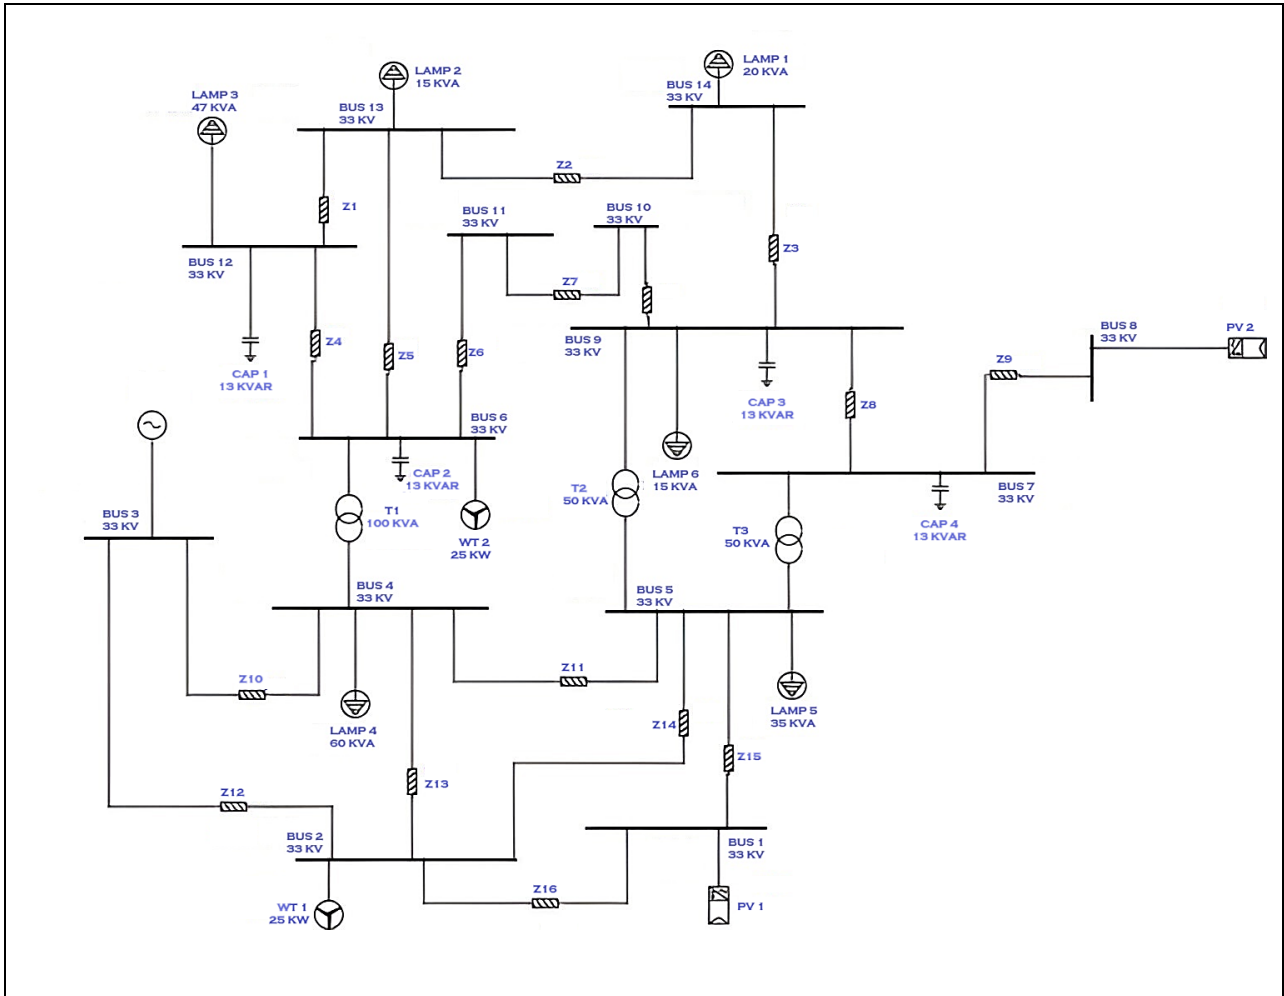 LAMP 1
20 KVA
LAMP 2
15 KVA
BUS 14
33 KV
LAMP 3
47 KVA
BUS 13
33 KV
Z2
Z1
BUS 11
33 KV
BUS 10
33 KV
Z3
BUS 12
33 KV
Z7
Z4
Z5
Z6
BUS 9
33 KV
BUS 8
33 KV
PV 2
Z9
CAP 1
13 KVAR
CAP 3
13 KVAR
Z8
BUS 6
33 KV
CAP 2
13 KVAR
LAMP 6
15 KVA
T2
50 KVA
BUS 7
33 KV
BUS 3
33 KV
T1
100 KVA
WT 2
25 KW
T3
50 KVA
CAP 4
13 KVAR
BUS 4
33 KV
BUS 5
33 KV
Z10
Z11
LAMP 4
60 KVA
Z14
LAMP 5
35 KVA
Z13
Z15
Z12
BUS 2
33 KV
BUS 1
33 KV
Z16
WT 1
25 KW
PV 1